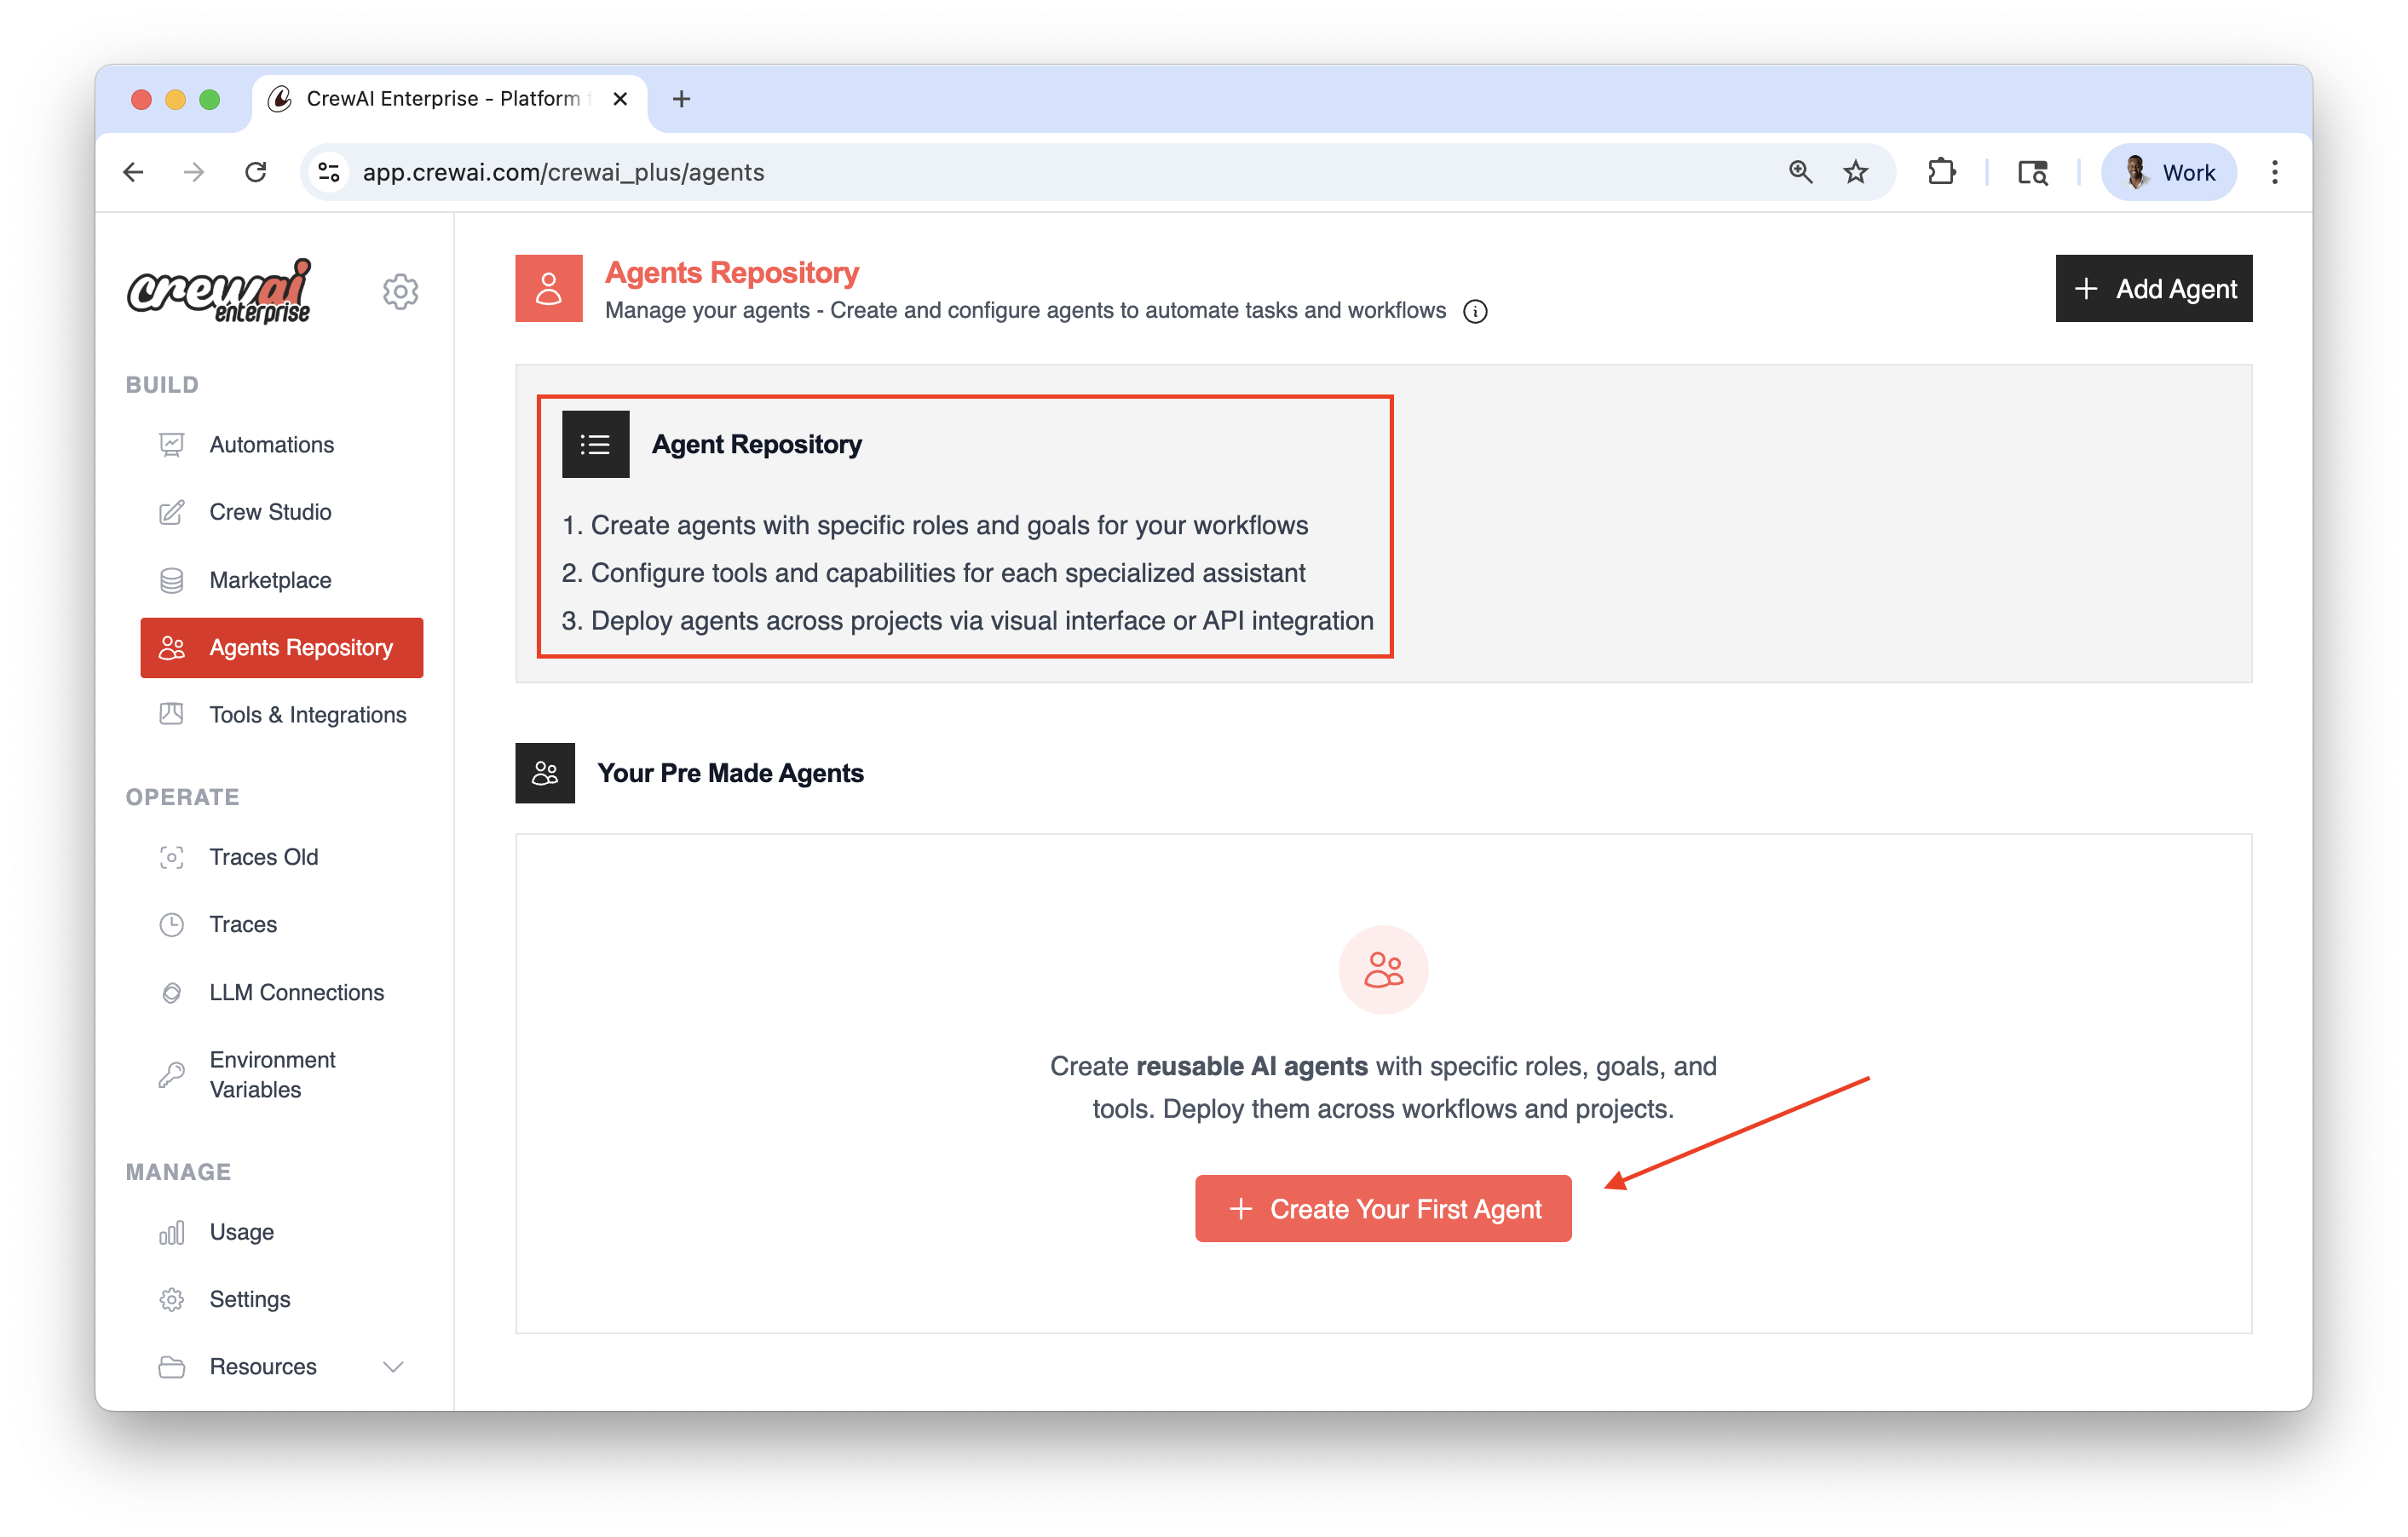 CrewAI Enterprise - Platform
app.crewai.com/crewai_plus/agents
Work
crewai
enterprise
BUILD
Automations
Crew Studio
Marketplace
Agents Repository
Tools & Integrations
OPERATE
Traces Old
Traces
LLM Connections
Environment
Variables
MANAGE
Usage
Settings
Resources
Agents Repository
Manage your agents - Create and configure agents to automate tasks and workflows
Add Agent
Agent Repository
1. Create agents with specific roles and goals for your workflows
2. Configure tools and capabilities for each specialized assistant
3. Deploy agents across projects via visual interface or API integration
Your Pre Made Agents
Create reusable AI agents with specific roles, goals, and
tools. Deploy them across workflows and projects.
Create Your First Agent